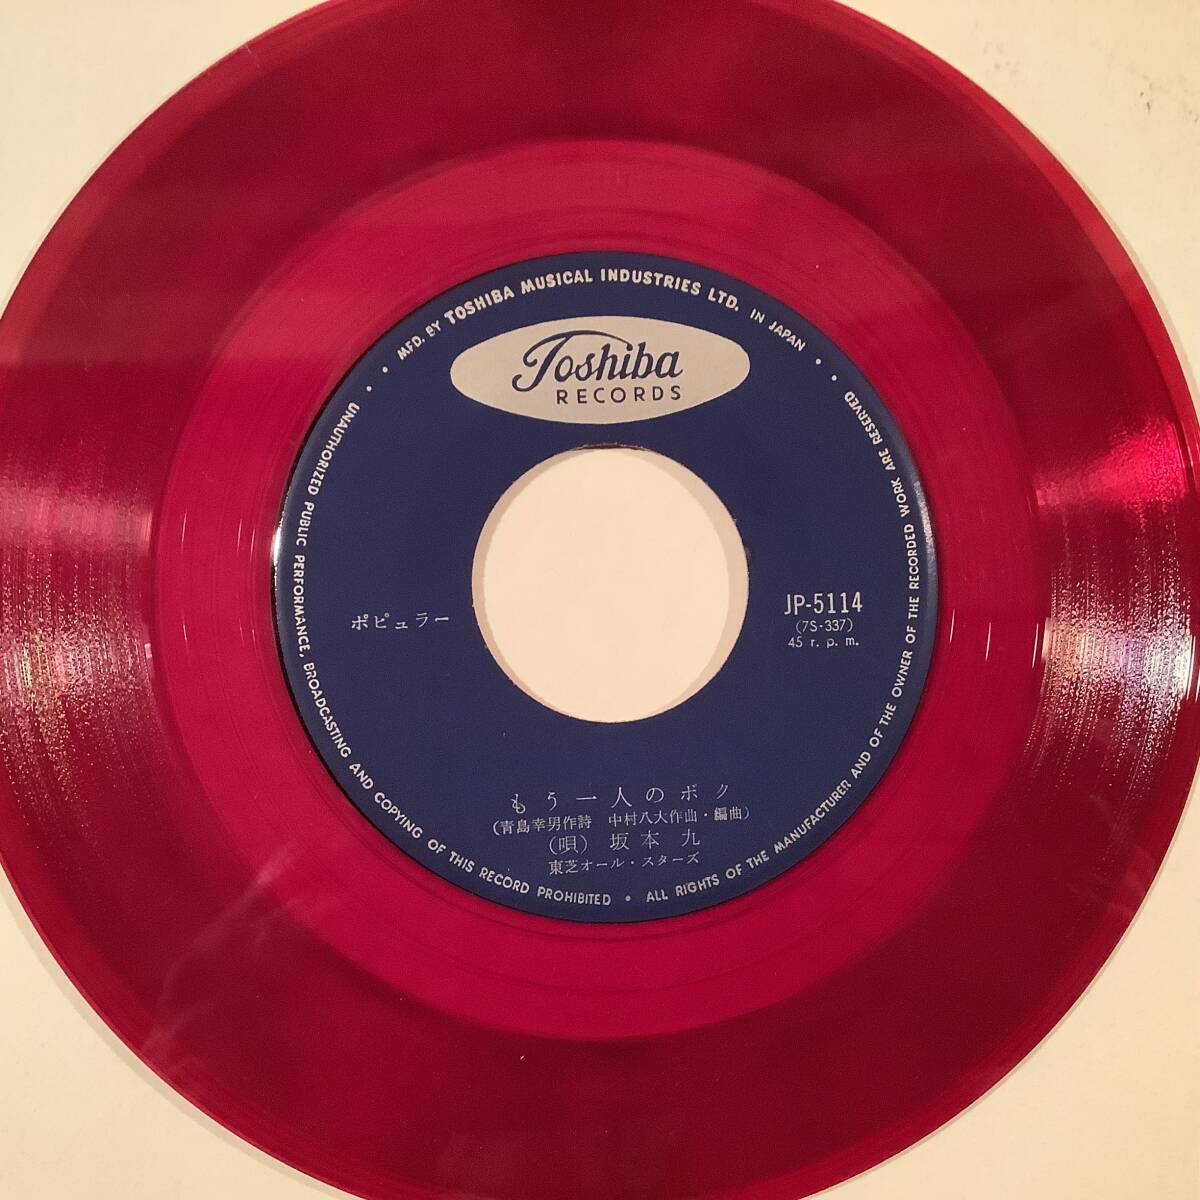 MFD. BY TOSHIBA MUSICAL INDUSTRIES LTD. IN JAPAN
Toshiba
RECORDS
ポピュラー
JP-5114
(7S-337)
45 r. p. m.
もう一人のボク
(青島幸男作詩 中村八大作曲・編曲)
(唄) 坂本九
東芝オール・スターズ
UNAUTHORIZED PUBLIC PERFORMANCE, BROADCASTING AND COPYING OF THIS RECORD PROHIBITED • ALL RIGHTS OF THE MANUFACTURER AND OF THE OWNER OF THE RECORDED WORK ARE RESERVED